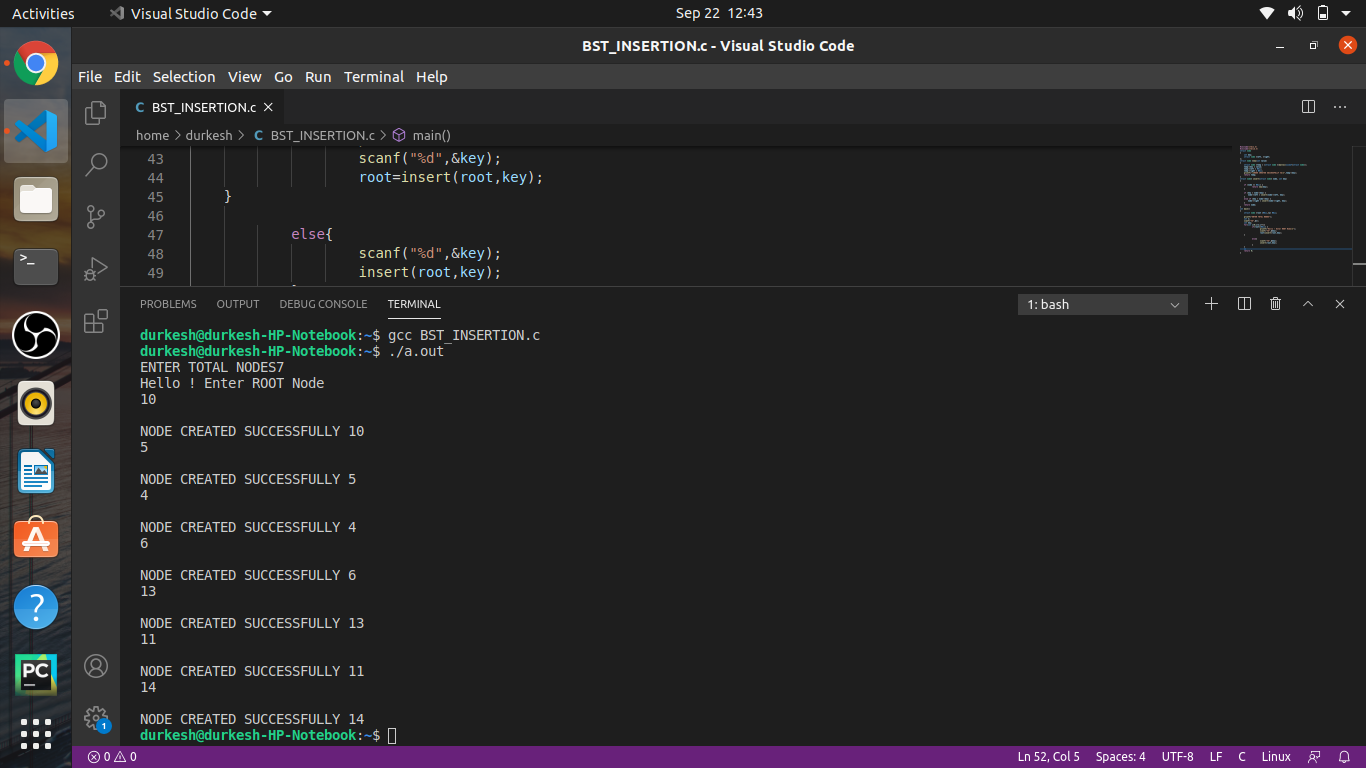 Activities Visual Studio Code Sep 22 12:43
BST_INSERTION.c - Visual Studio Code
File Edit Selection View Go Run Terminal Help
C BST_INSERTION.c
home > durkesh > C BST_INSERTION.c > main()
43 scanf("%d",&key);
44 root=insert(root,key);
45 }
46
47 else{
48 scanf("%d",&key);
49 insert(root,key);
PROBLEMS OUTPUT DEBUG CONSOLE TERMINAL 1: bash
durkesh@durkesh-HP-Notebook:~$ gcc BST_INSERTION.c
durkesh@durkesh-HP-Notebook:~$ ./a.out
ENTER TOTAL NODES7
Hello ! Enter ROOT Node
10
NODE CREATED SUCCESSFULLY 10
5
NODE CREATED SUCCESSFULLY 5
4
NODE CREATED SUCCESSFULLY 4
6
NODE CREATED SUCCESSFULLY 6
13
NODE CREATED SUCCESSFULLY 13
11
NODE CREATED SUCCESSFULLY 11
14
NODE CREATED SUCCESSFULLY 14
durkesh@durkesh-HP-Notebook:~$
>_
A
?
PC
1
0 0 Ln 52, Col 5 Spaces: 4 UTF-8 LF C Linux